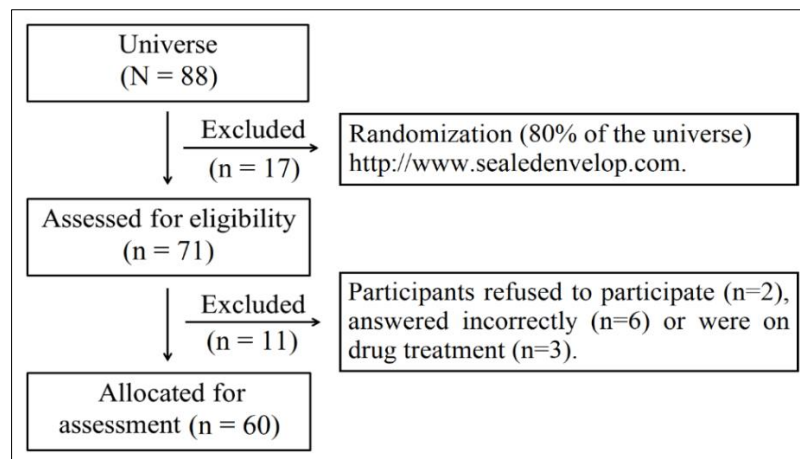 Universe
(N = 88)
Excluded
(n = 17)
Randomization (80% of the universe)
http://www.sealedenvelop.com.
Assessed for eligibility
(n = 71)
Excluded
(n = 11)
Participants refused to participate (n=2),
answered incorrectly (n=6) or were on
drug treatment (n=3).
Allocated for
assessment (n = 60)